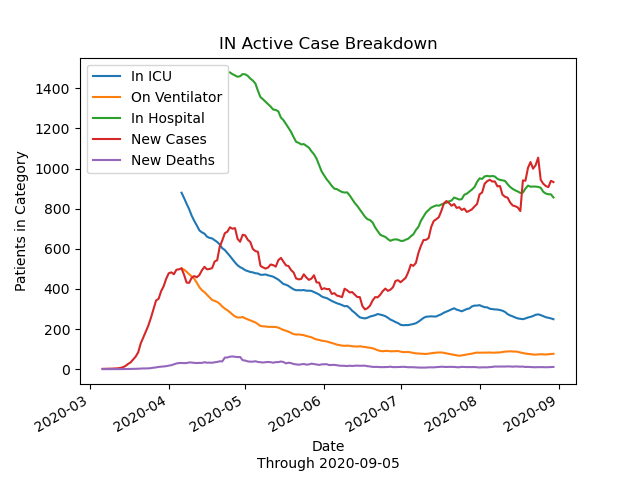 IN Active Case Breakdown
In ICU
On Ventilator
In Hospital
New Cases
New Deaths
Patients in Category
1400
1200
1000
800
600
400
200
0
2020-03
2020-04
2020-05
2020-06
2020-07
2020-08
2020-09
Date
Through 2020-09-05